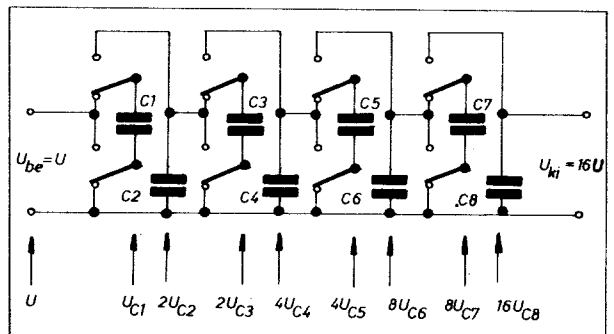 C1 C3 C5 C7
U_be=U U_ki=16U
C2 C4 C6 C8
U U_C1 2U_C2 2U_C3 4U_C4 4U_C5 8U_C6 8U_C7 16U_C8